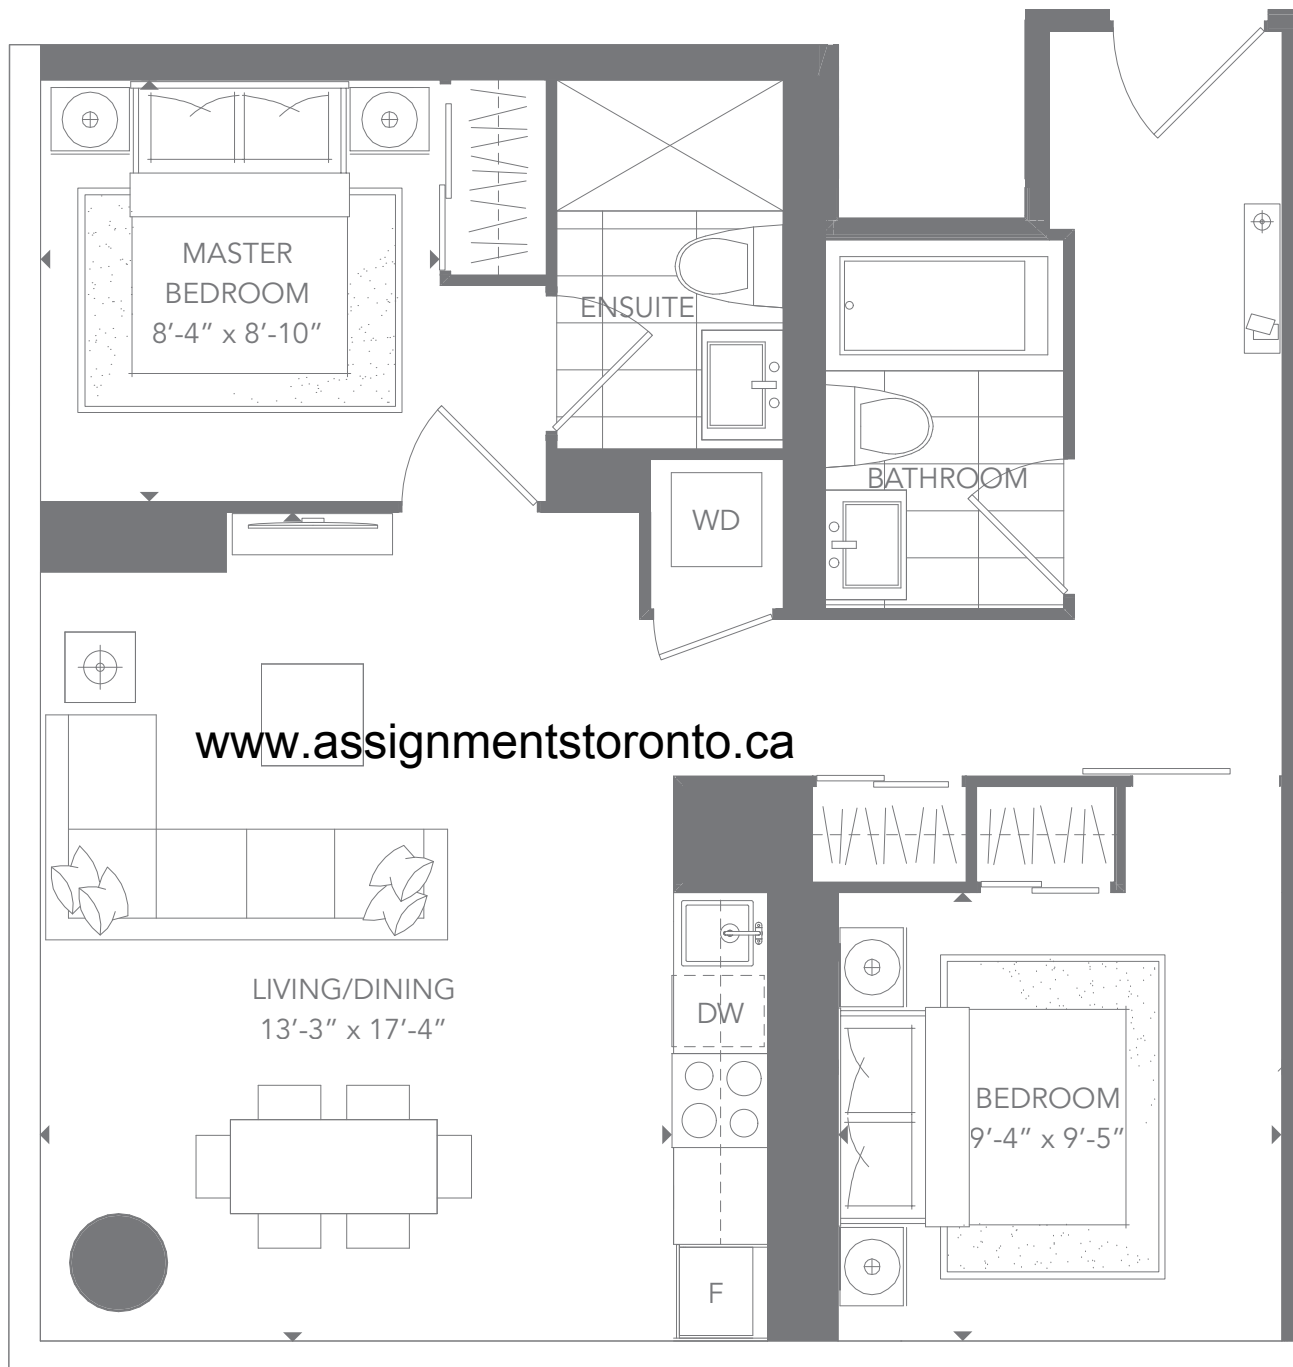 MASTER
BEDROOM
8’-4” x 8’-10”
ENSUITE
BATHROOM
WD
www.assignmentstoronto.ca
LIVING/DINING
13’-3” x 17’-4”
DW
BEDROOM
9’-4” x 9’-5”
F